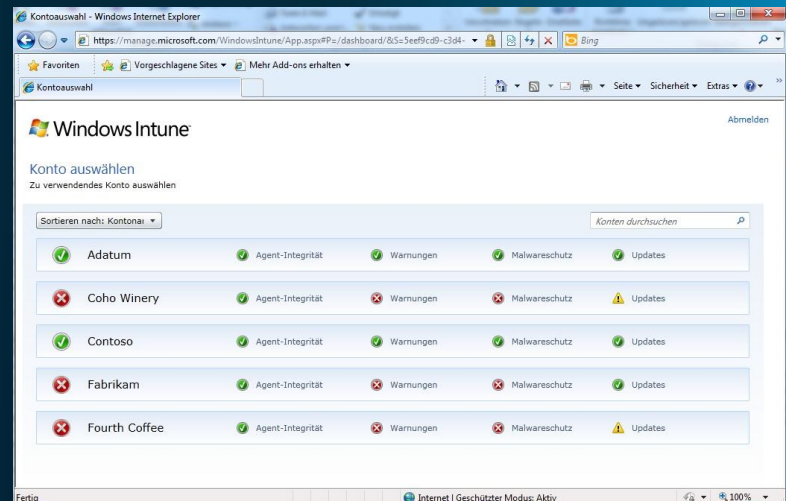 Kontoauswahl - Windows Internet Explorer
https://manage.microsoft.com/WindowsIntune/App.aspx#P=/dashboard/&S=5eef9cd9-c3d4-
Bing
Favoriten Vorgeschlagene Sites Mehr Add-ons erhalten
Kontoauswahl Seite Sicherheit Extras
Abmelden
Windows Intune
Konto auswählen
Zu verwendendes Konto auswählen
Sortieren nach: Kontonar Konten durchsuchen
Adatum Agent-Integrität Warnungen Malwareschutz Updates
Coho Winery Agent-Integrität Warnungen Malwareschutz Updates
Contoso Agent-Integrität Warnungen Malwareschutz Updates
Fabrikam Agent-Integrität Warnungen Malwareschutz Updates
Fourth Coffee Agent-Integrität Warnungen Malwareschutz Updates
Fertig Internet | Geschützter Modus: Aktiv 100%